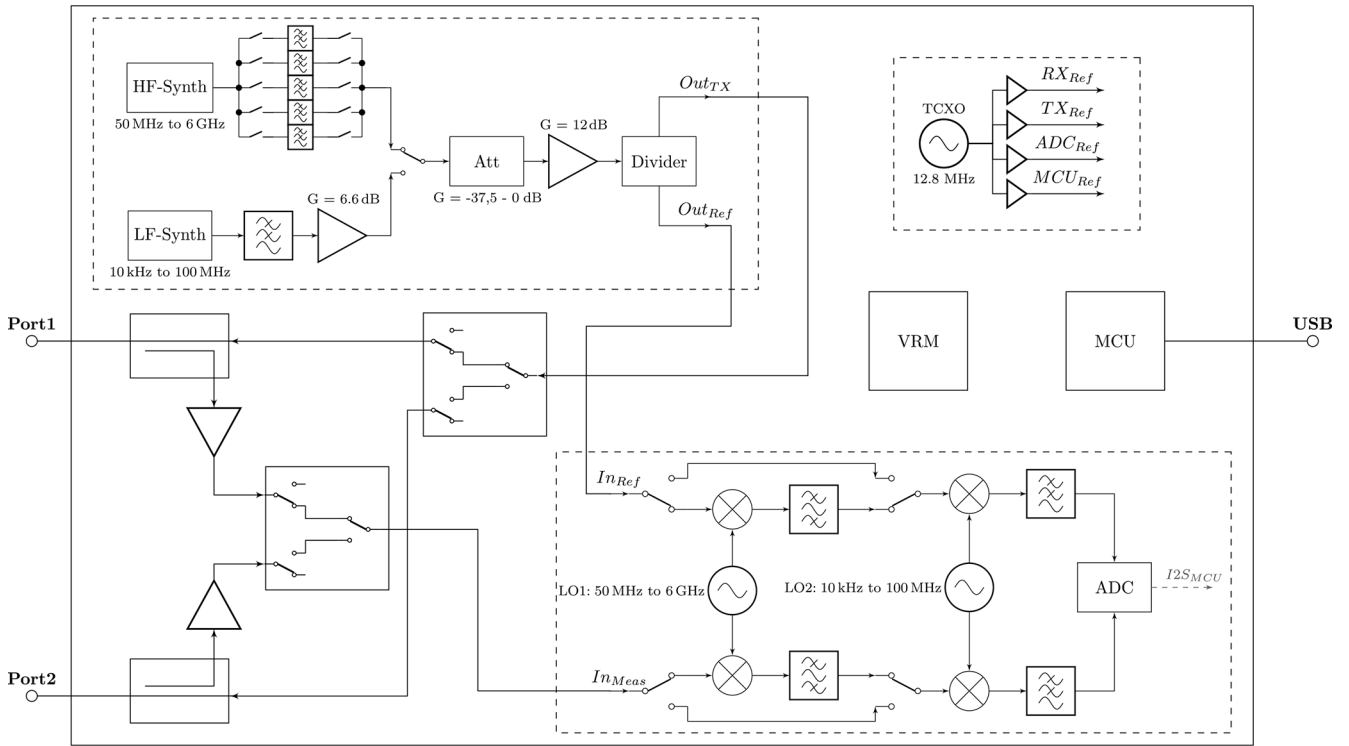 Out_TX
RX_Ref
HF-Synth
50 MHz to 6 GHz
TCXO
TX_Ref
G = 12 dB
ADC_Ref
Att
Divider
12.8 MHz
MCU_Ref
G = -37,5 - 0 dB
G = 6.6 dB
Out_Ref
LF-Synth
10 kHz to 100 MHz
Port1
USB
VRM
MCU
In_Ref
LO1: 50 MHz to 6 GHz
LO2: 10 kHz to 100 MHz
ADC
I2S_MCU
Port2
In_Meas